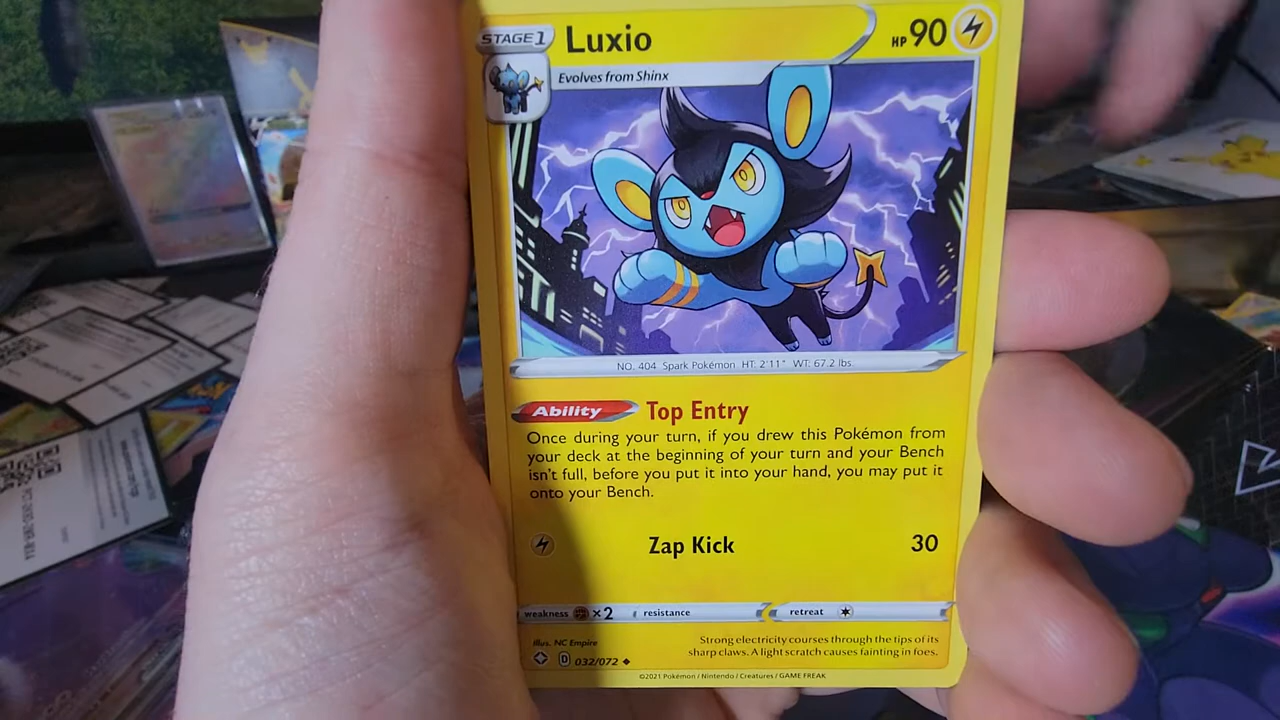 STAGE 1
Luxio
HP 90
Evolves from Shinx
NO. 404 Spark Pokémon HT: 2'11" WT: 67.2 lbs.
Ability Top Entry
Once during your turn, if you drew this Pokémon from
your deck at the beginning of your turn and your Bench
isn't full, before you put it into your hand, you may put it
onto your Bench.
Zap Kick 30
weakness ×2 resistance retreat
Illus. NC Empire
Strong electricity courses through the tips of its
sharp claws. A light scratch causes fainting in foes.
D 032/072
©2021 Pokémon / Nintendo / Creatures / GAME FREAK